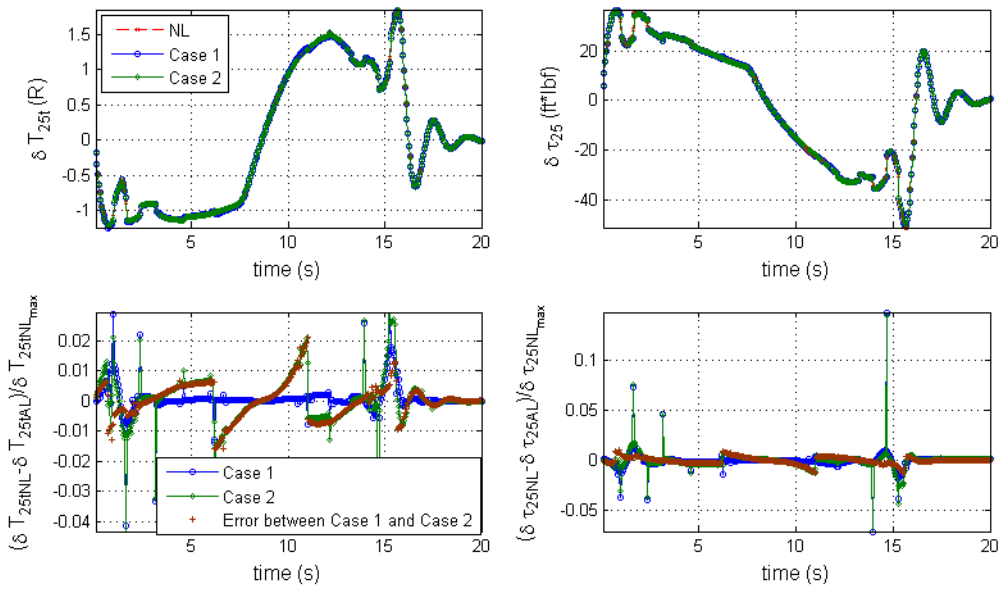 NL
Case 1
Case 2
δ T25t (R)
1.5
1
0.5
0
-0.5
-1
5 10 15 20
time (s)
δ τ25 (ft*lbf)
20
0
-20
-40
5 10 15 20
time (s)
(δ T25tNL-δ T25tAL)/δ T25tNLmax
0.02
0.01
0
-0.01
-0.02
-0.03
-0.04
Case 1
Case 2
Error between Case 1 and Case 2
5 10 15 20
time (s)
(δ τ25NL-δ τ25AL)/δ τ25NLmax
0.1
0.05
0
-0.05
5 10 15 20
time (s)